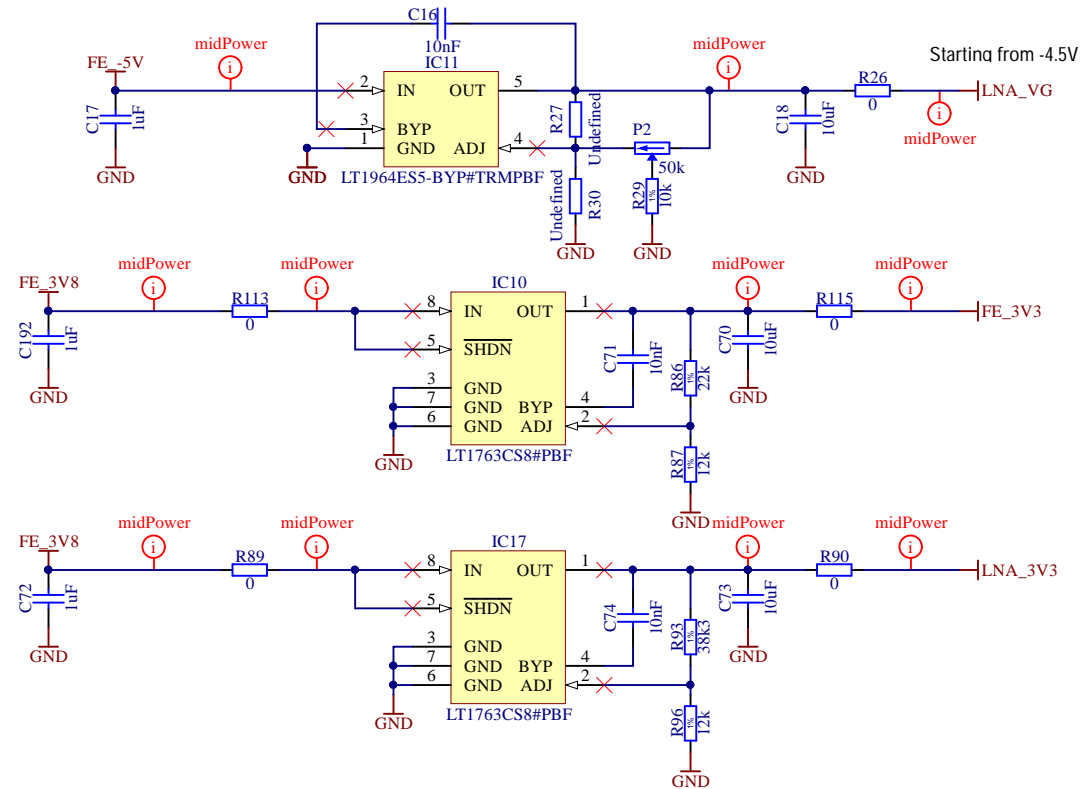 C16
10nF
midPower
midPower
Starting from -4.5V
FE_-5V
i
IC11
i
R26
C17
1uF
2
IN
OUT
5
R27
Undefined
C18
10uF
0
LNA_VG
i
midPower
3
BYP
P2
1
GND
ADJ
4
GND
GND
50k
GND
LT1964ES5-BYP#TRMPBF
Undefined
R30
R29
1%
10k
GND
GND
midPower
midPower
midPower
midPower
FE_3V8
i
i
IC10
i
i
R113
R115
C192
1uF
0
8
IN
OUT
1
0
FE_3V3
5
SHDN
C71
10nF
R86
1%
22k
C70
10uF
GND
3
GND
7
GND
BYP
4
GND
6
GND
ADJ
2
GND
LT1763CS8#PBF
R87
1%
12k
GND
midPower
midPower
midPower
midPower
FE_3V8
i
i
IC17
i
i
R89
R90
C72
1uF
0
8
IN
OUT
1
0
LNA_3V3
5
SHDN
C74
10nF
R93
1%
38k3
C73
10uF
GND
3
GND
7
GND
BYP
4
GND
6
GND
ADJ
2
GND
LT1763CS8#PBF
R96
1%
12k
GND